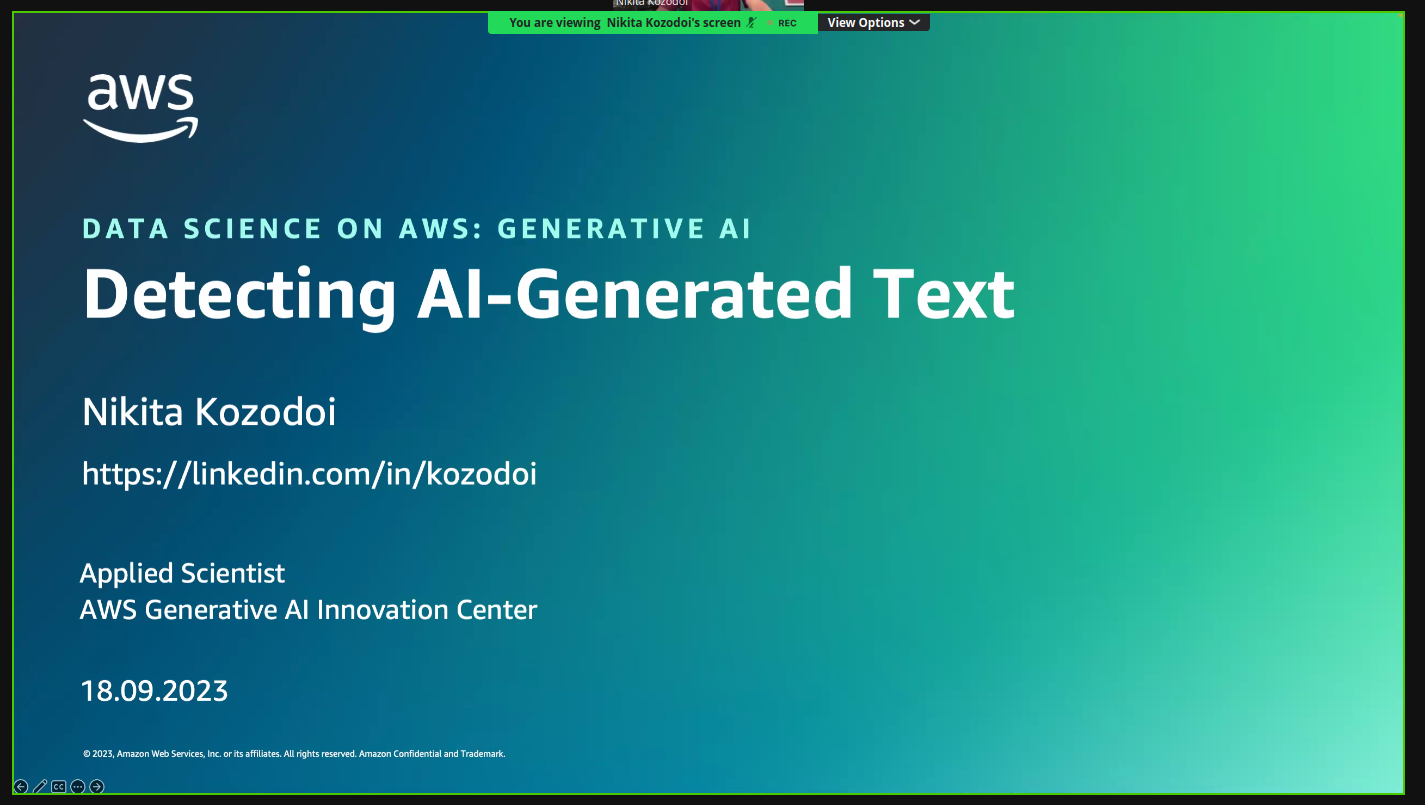 Nikita Kozodoi
You are viewing Nikita Kozodoi's screen REC View Options
aws
DATA SCIENCE ON AWS: GENERATIVE AI
Detecting AI-Generated Text
Nikita Kozodoi
https://linkedin.com/in/kozodoi
Applied Scientist
AWS Generative AI Innovation Center
18.09.2023
© 2023, Amazon Web Services, Inc. or its affiliates. All rights reserved. Amazon Confidential and Trademark.
CC